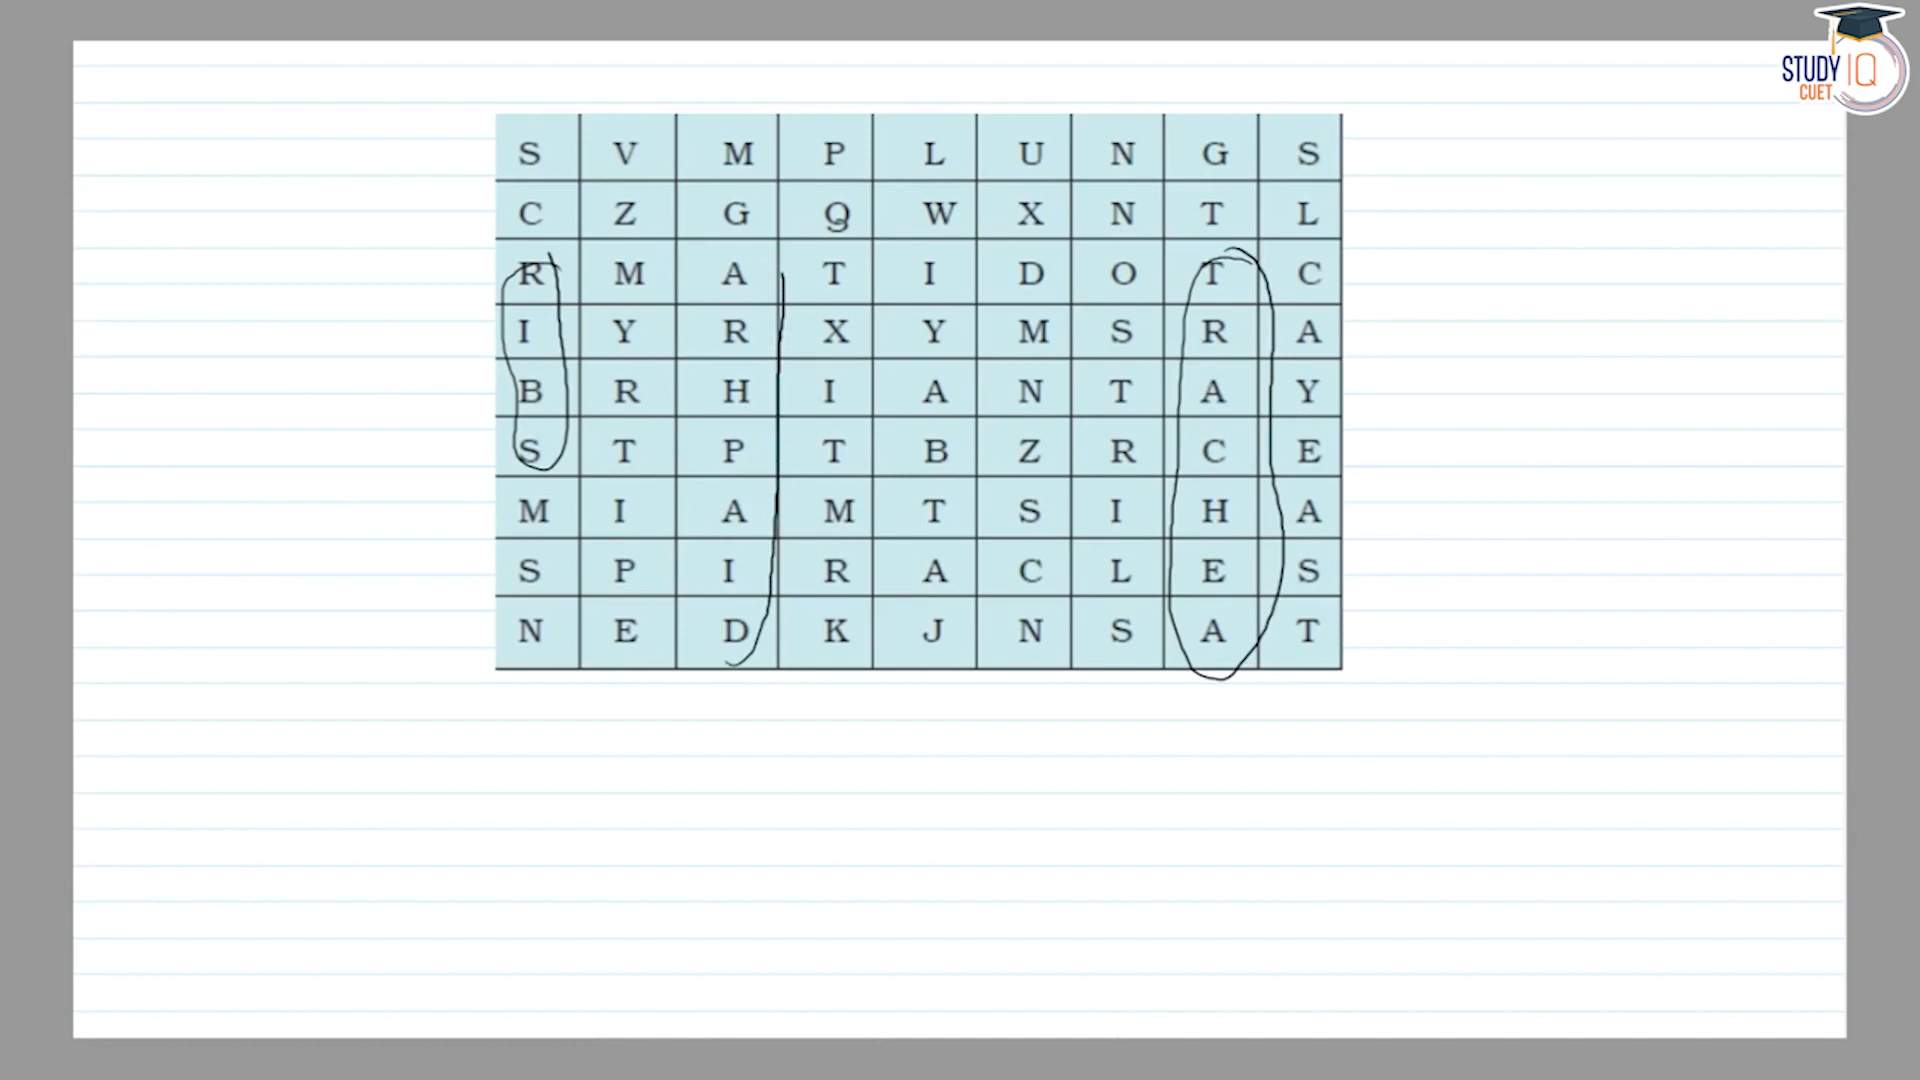 STUDY IQ
CUET
S V M P L U N G S
C Z G Q W X N T L
R M A T I D O T C
I Y R X Y M S R A
B R H I A N T A Y
S T P T B Z R C E
M I A M T S I H A
S P I R A C L E S
N E D K J N S A T